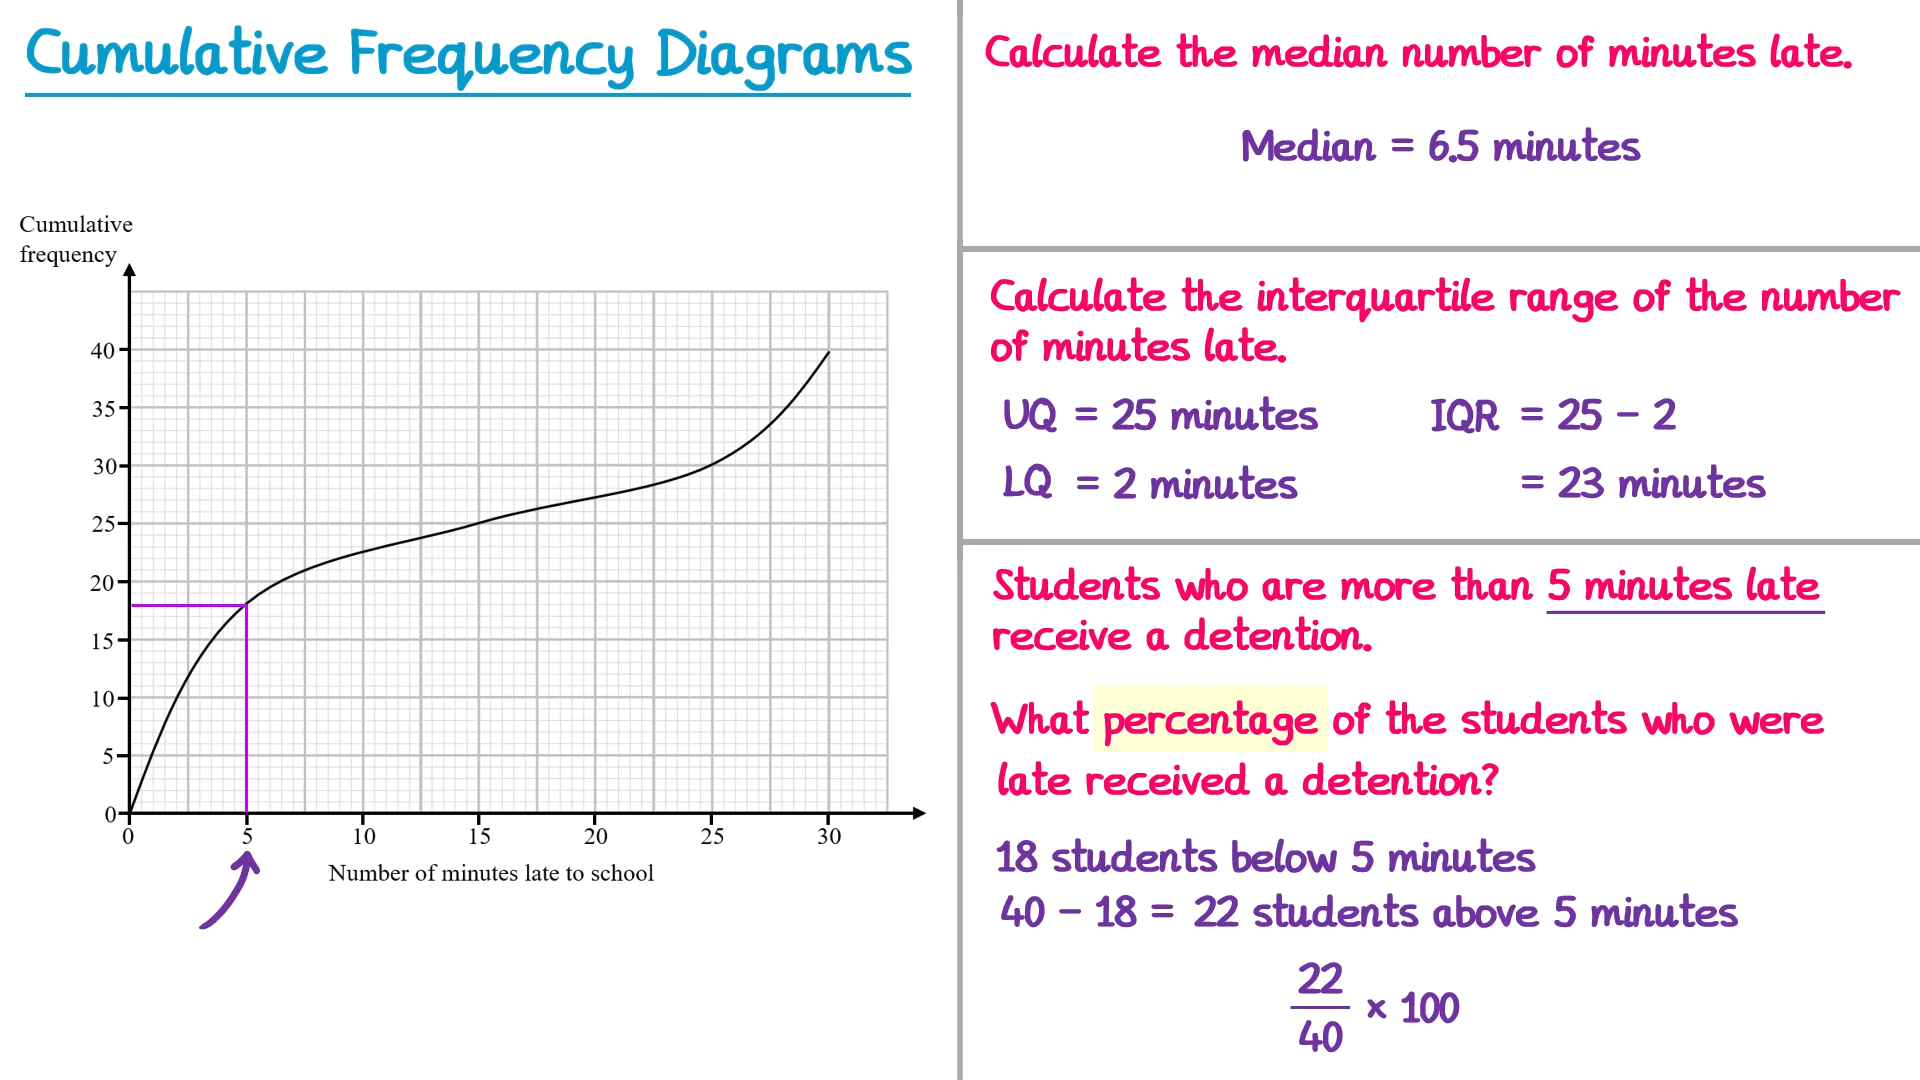 Cumulative Frequency Diagrams
Cumulative
frequency
40
35
30
25
20
15
10
5
0
0 5 10 15 20 25 30
Number of minutes late to school
Calculate the median number of minutes late.
Median = 6.5 minutes
Calculate the interquartile range of the number
of minutes late.
UQ = 25 minutes IQR = 25 – 2
LQ = 2 minutes = 23 minutes
Students who are more than 5 minutes late
receive a detention.
What percentage of the students who were
late received a detention?
18 students below 5 minutes
40 – 18 = 22 students above 5 minutes
22
× 100
40